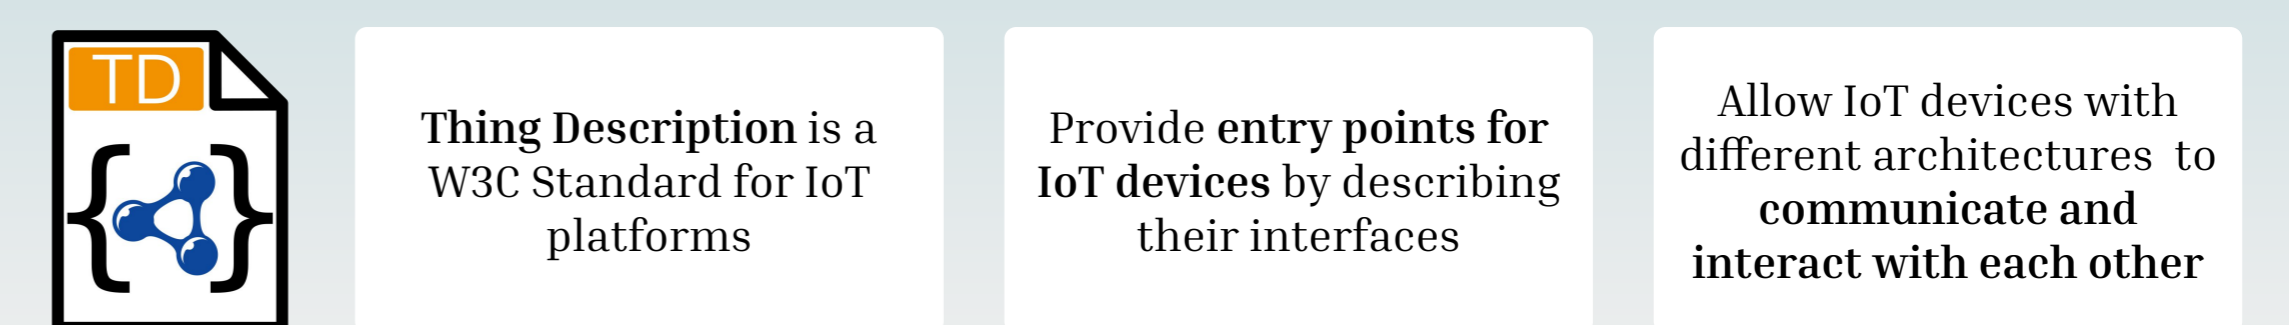 TD
Thing Description is a
W3C Standard for IoT
platforms
Provide entry points for
IoT devices by describing
their interfaces
Allow IoT devices with
different architectures  to
communicate and
interact with each other